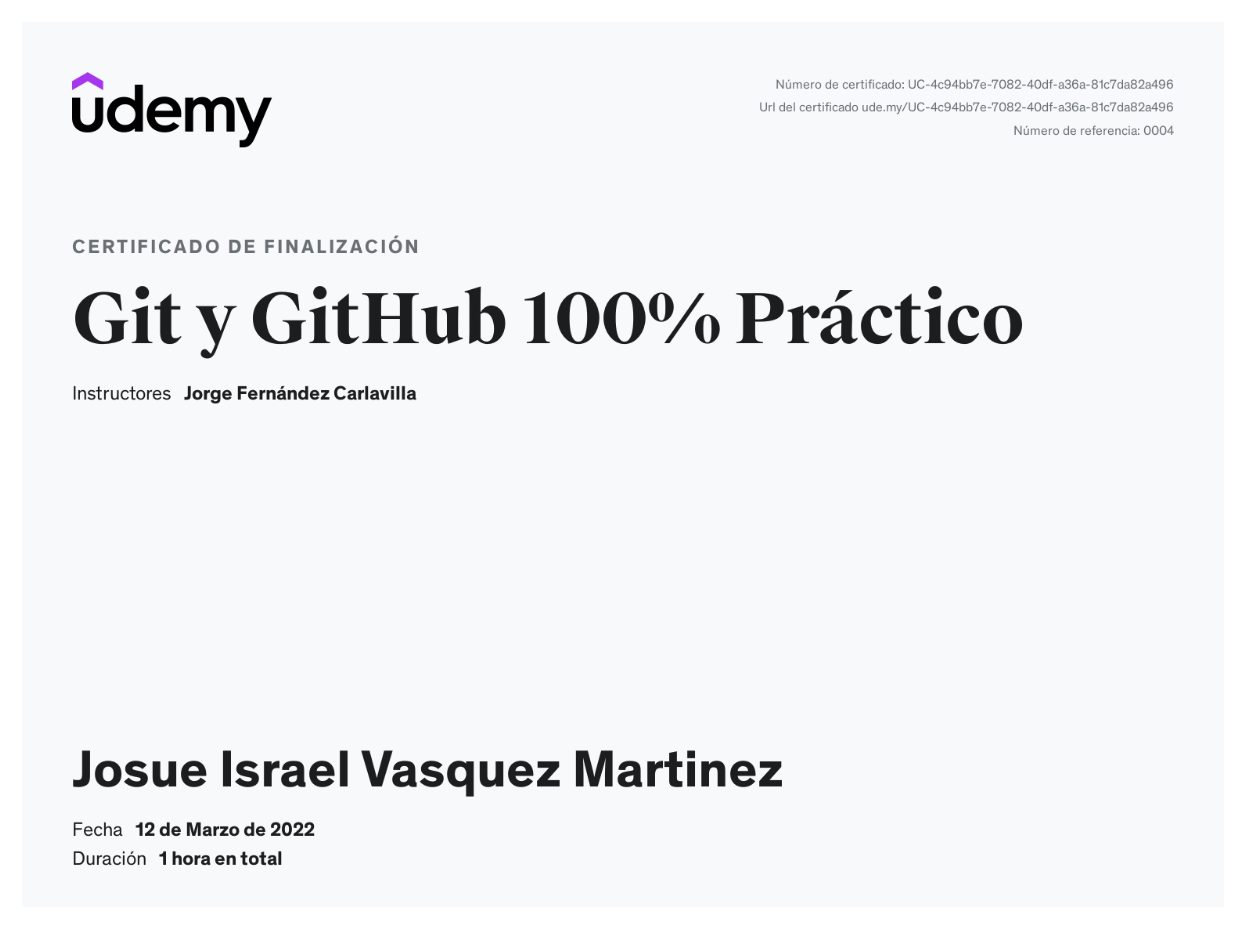 udemy
Número de certificado: UC-4c94bb7e-7082-40df-a36a-81c7da82a496
Url del certificado ude.my/UC-4c94bb7e-7082-40df-a36a-81c7da82a496
Número de referencia: 0004
CERTIFICADO DE FINALIZACIÓN
Git y GitHub 100% Práctico
Instructores Jorge Fernández Carlavilla
Josue Israel Vasquez Martinez
Fecha 12 de Marzo de 2022
Duración 1 hora en total